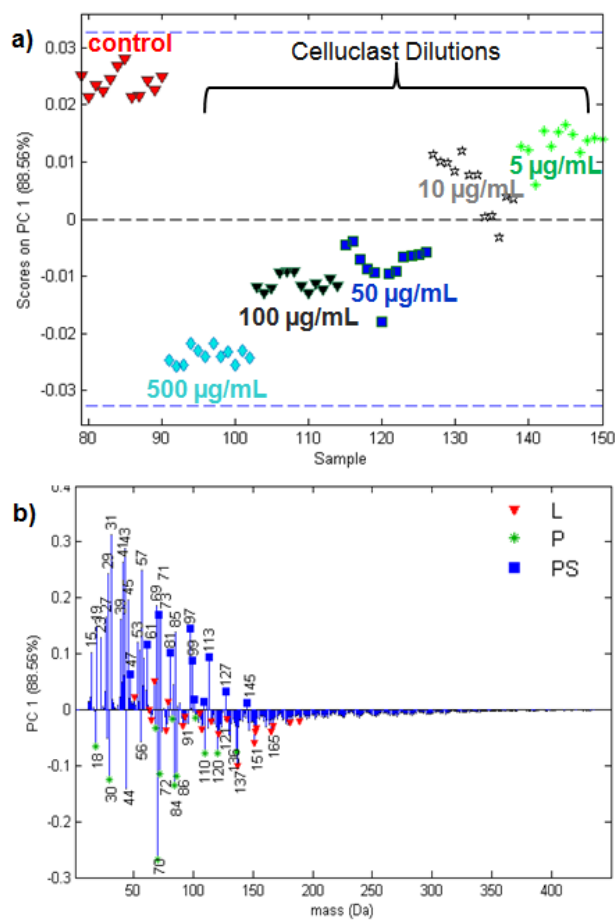 a)
control
Celluclast Dilutions
5 µg/mL
10 µg/mL
50 µg/mL
100 µg/mL
500 µg/mL
Scores on PC 1 (88.56%)
0.03
0.02
0.01
0
-0.01
-0.02
-0.03
80 90 100 110 120 130 140 150
Sample
b)
L
P
PS
PC 1 (88.56%)
0.4
0.3
0.2
0.1
0
-0.1
-0.2
-0.3
15 19 23 27 29 31 39 41 43 45 47 53 57 61 69 71 73 81 85 97 99 113 127 145
18 30 44 56 70 72 84 86 91 110 120 121 136 137 151 165
50 100 150 200 250 300 350 400
mass (Da)